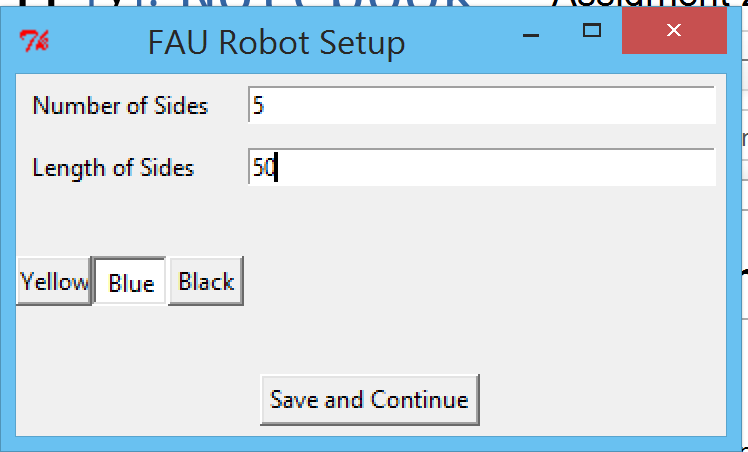 FAU Robot Setup
Number of Sides 5
Length of Sides 50
Yellow Blue Black
Save and Continue